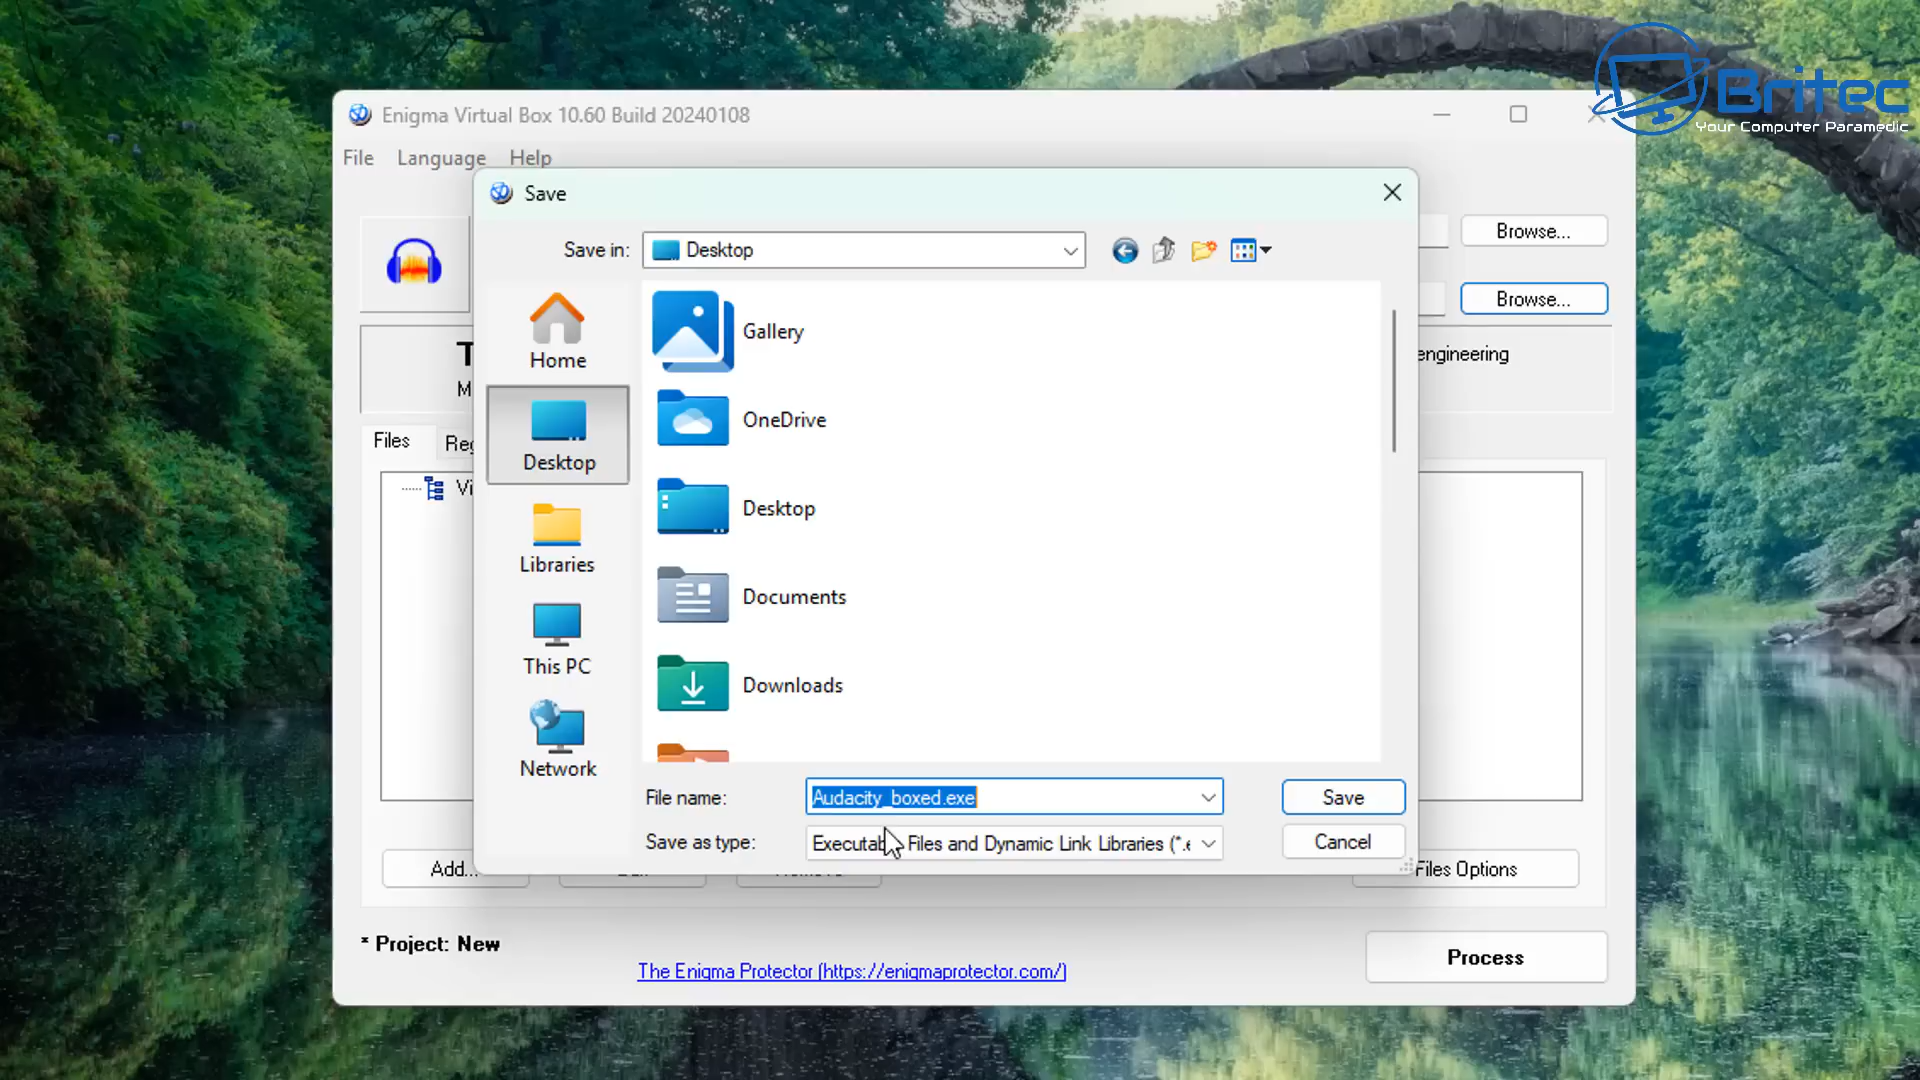 Britec
Your Computer Paramedic
Enigma Virtual Box 10.60 Build 20240108
File Language Help
Save
Save in: Desktop
Browse...
Browse...
engineering
Home
Desktop
Libraries
This PC
Network
Gallery
OneDrive
Desktop
Documents
Downloads
Files
File name: Audacity_boxed.exe
Save
Save as type: Files and Dynamic Link Libraries (*.e
Cancel
Add...
Files Options
* Project: New
The Enigma Protector (https://enigmaprotector.com/)
Process